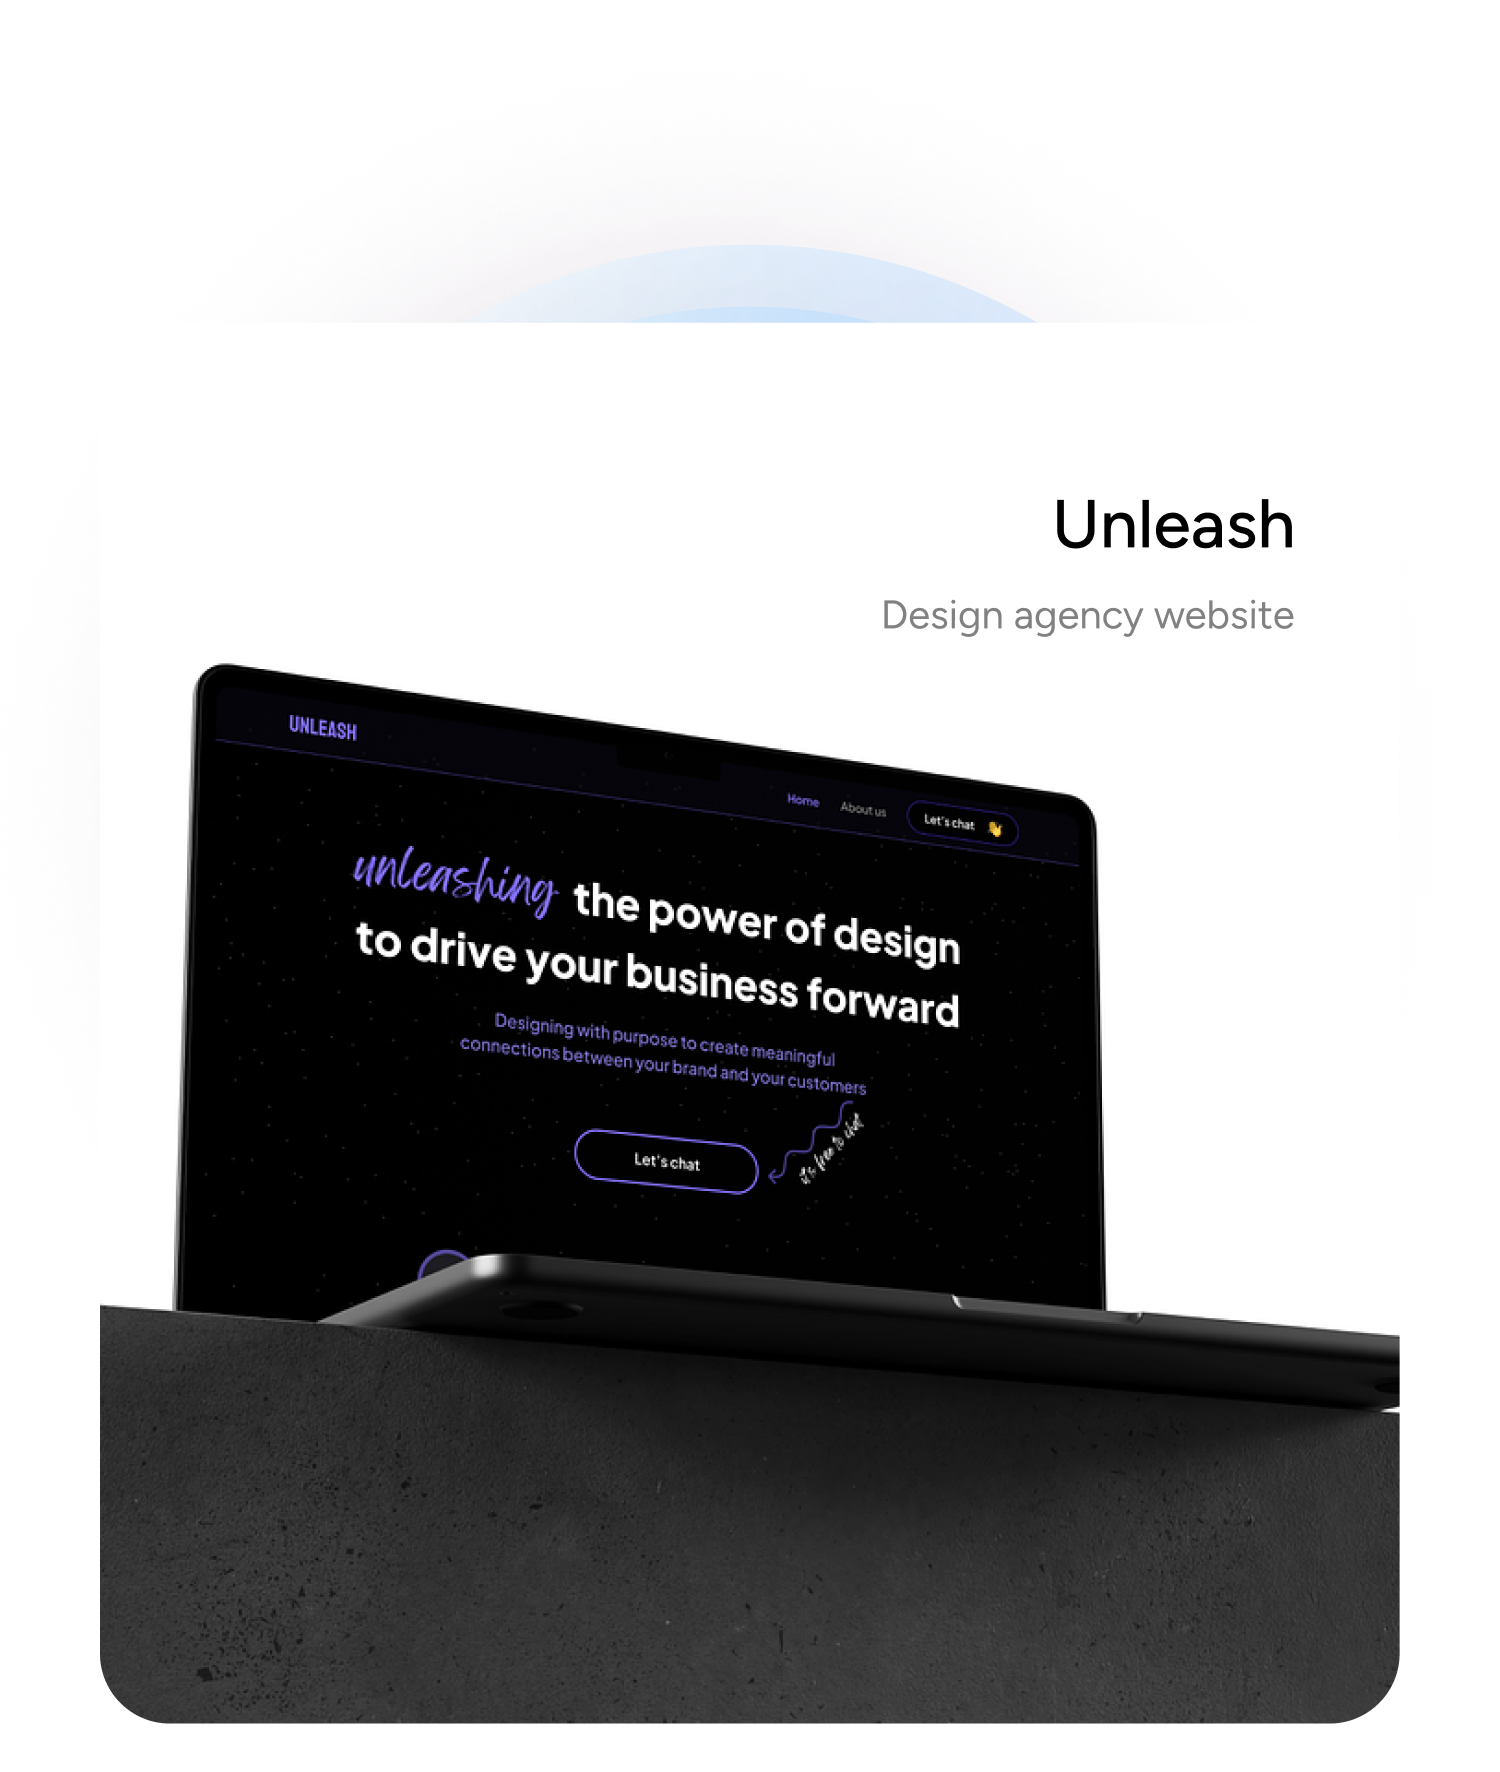 Unleash
Design agency website
UNLEASH
Home About us Let's chat 👋
unleashing the power of design
to drive your business forward
Designing with purpose to create meaningful
connections between your brand and your customers
Let's chat
it's free to chat